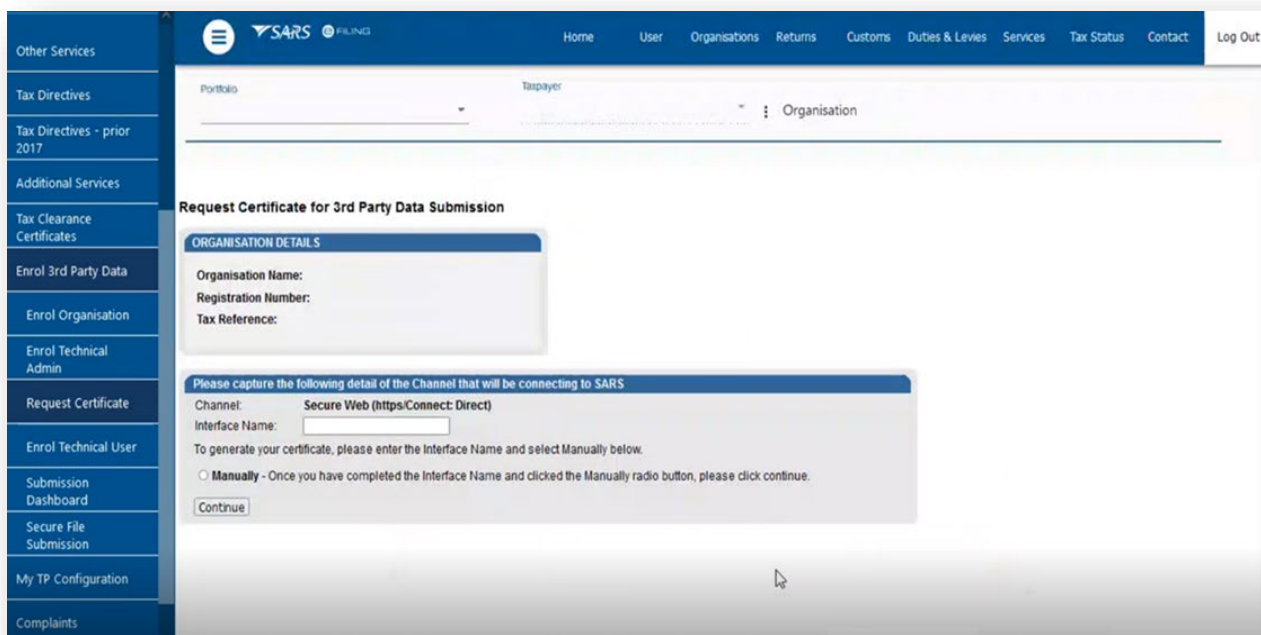 SARS eFILING
Home User Organisations Returns Customs Duties & Levies Services Tax Status Contact Log Out
Other Services
Tax Directives
Tax Directives - prior
2017
Additional Services
Tax Clearance
Certificates
Enrol 3rd Party Data
Enrol Organisation
Enrol Technical
Admin
Request Certificate
Enrol Technical User
Submission
Dashboard
Secure File
Submission
My TP Configuration
Complaints
Portfolio
Taxpayer
Organisation
Request Certificate for 3rd Party Data Submission
ORGANISATION DETAILS
Organisation Name:
Registration Number:
Tax Reference:
Please capture the following detail of the Channel that will be connecting to SARS
Channel: Secure Web (https/Connect: Direct)
Interface Name:
To generate your certificate, please enter the Interface Name and select Manually below.
Manually - Once you have completed the Interface Name and clicked the Manually radio button, please click continue.
Continue